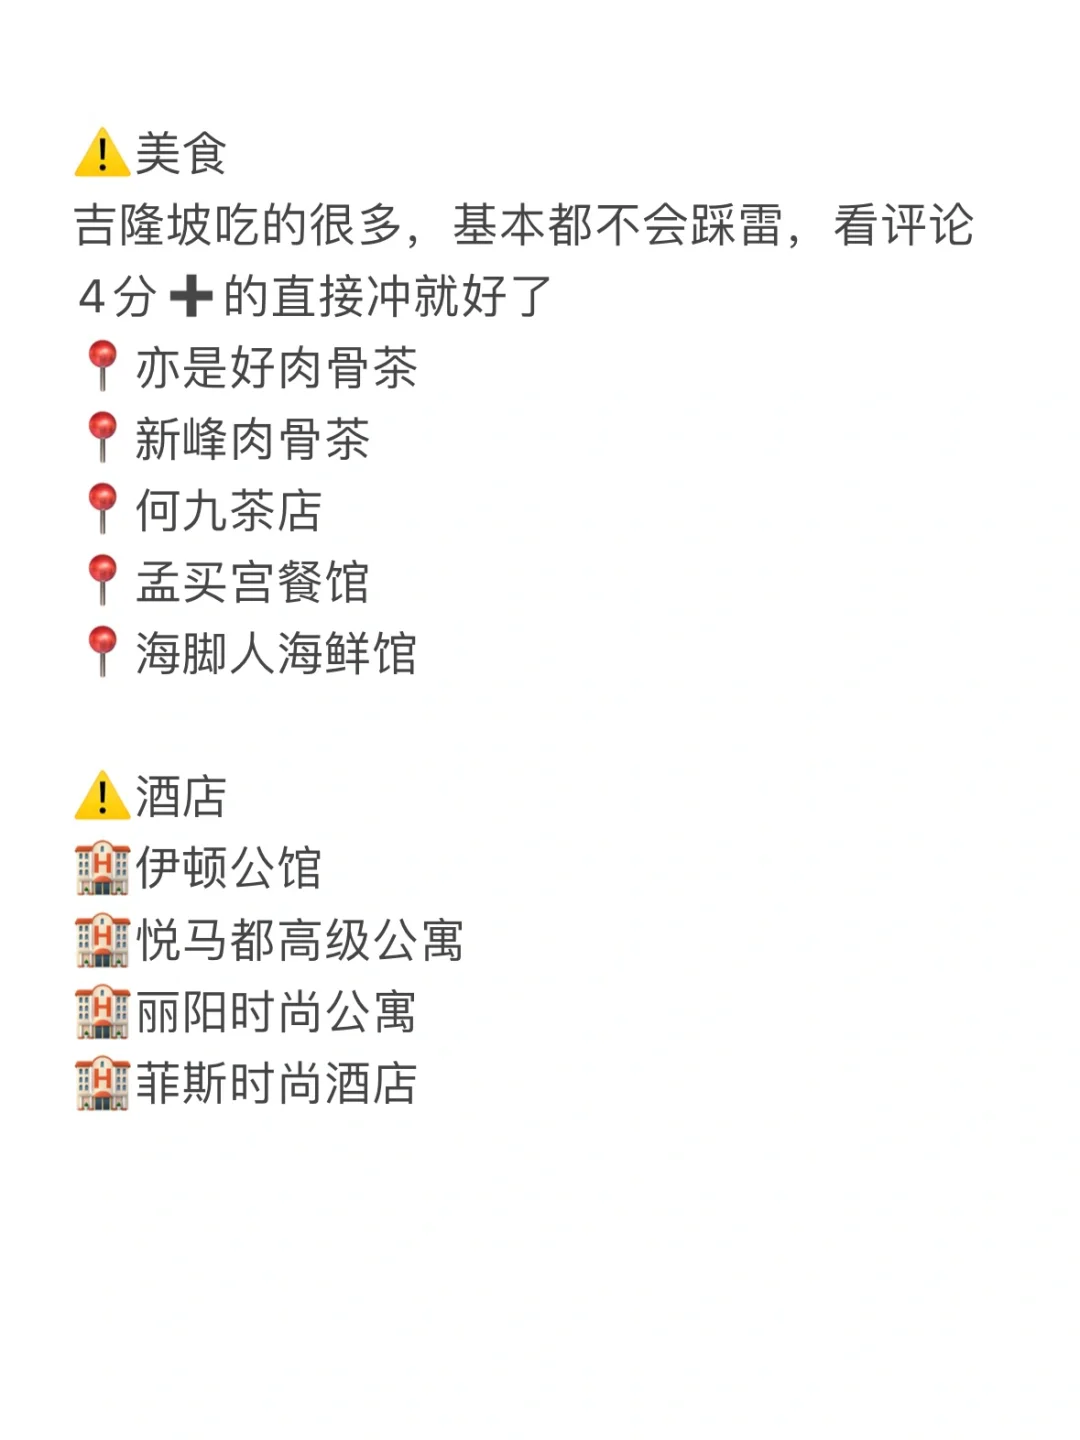 ⚠️美食
吉隆坡吃的很多，基本都不会踩雷，看评论
4分➕的直接冲就好了
📍亦是好肉骨茶
📍新峰肉骨茶
📍何九茶店
📍孟买宫餐馆
📍海脚人海鲜馆
⚠️酒店
🏨伊顿公馆
🏨悦马都高级公寓
🏨丽阳时尚公寓
🏨菲斯时尚酒店